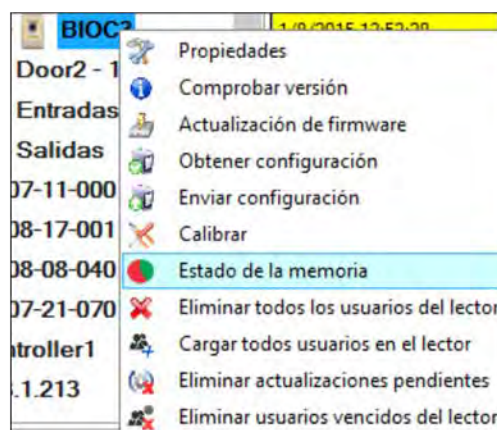 BIOC3
Door2 - 1
Entradas
Salidas
07-11-000
08-17-001
08-08-040
07-21-070
ntroller1
.1.213
1/8/2015 12:52:28
Propiedades
Comprobar versión
Actualización de firmware
Obtener configuración
Enviar configuración
Calibrar
Estado de la memoria
Eliminar todos los usuarios del lector
Cargar todos usuarios en el lector
Eliminar actualizaciones pendientes
Eliminar usuarios vencidos del lector